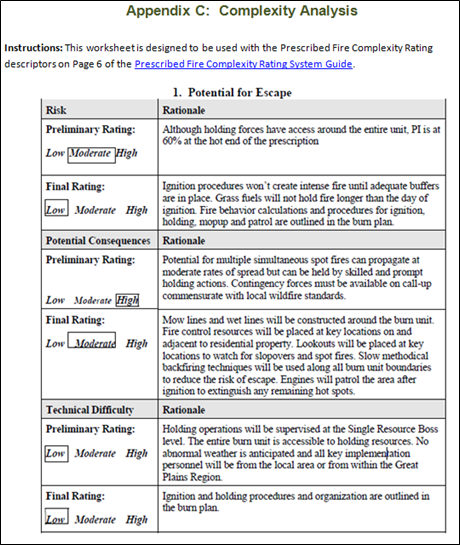 Appendix C:  Complexity Analysis
Instructions: This worksheet is designed to be used with the Prescribed Fire Complexity Rating
descriptors on Page 6 of the Prescribed Fire Complexity Rating System Guide.
1.  Potential for Escape
Risk
Rationale
Preliminary Rating:
Low Moderate High
Although holding forces have access around the entire unit, PI is at
60% at the hot end of the prescription
Final Rating:
Low Moderate High
Ignition procedures won't create intense fire until adequate buffers
are in place. Grass fuels will not hold fire longer than the day of
ignition. Fire behavior calculations and procedures for ignition,
holding, mopup and patrol are outlined in the burn plan.
Potential Consequences
Rationale
Preliminary Rating:
Low Moderate High
Potential for multiple simultaneous spot fires can propagate at
moderate rates of spread but can be held by skilled and prompt
holding actions. Contingency forces must be available on call-up
commensurate with local wildfire standards.
Final Rating:
Low Moderate High
Mow lines and wet lines will be constructed around the burn unit.
Fire control resources will be placed at key locations on and
adjacent to residential property. Lookouts will be placed at key
locations to watch for slopovers and spot fires. Slow methodical
backfiring techniques will be used along all burn unit boundaries
to reduce the risk of escape. Engines will patrol the area after
ignition to extinguish any remaining hot spots.
Technical Difficulty
Rationale
Preliminary Rating:
Low Moderate High
Holding operations will be supervised at the Single Resource Boss
level. The entire burn unit is accessible to holding resources. No
abnormal weather is anticipated and all key implementation
personnel will be from the local area or from within the Great
Plains Region.
Final Rating:
Low Moderate High
Ignition and holding procedures and organization are outlined in
the burn plan.